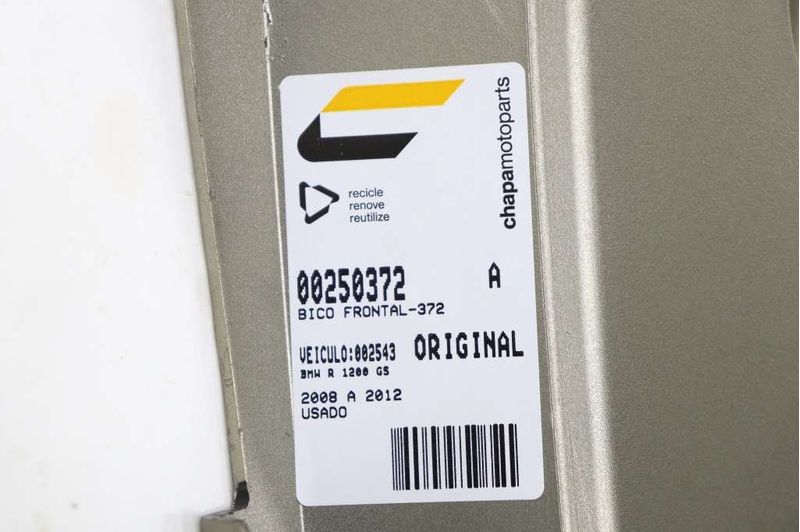 chapamotoparts
recicle
renove
reutilize
00250372 A
BICO FRONTAL-372
VEICULO:002543 ORIGINAL
BMW R 1200 GS
2008 A 2012
USADO